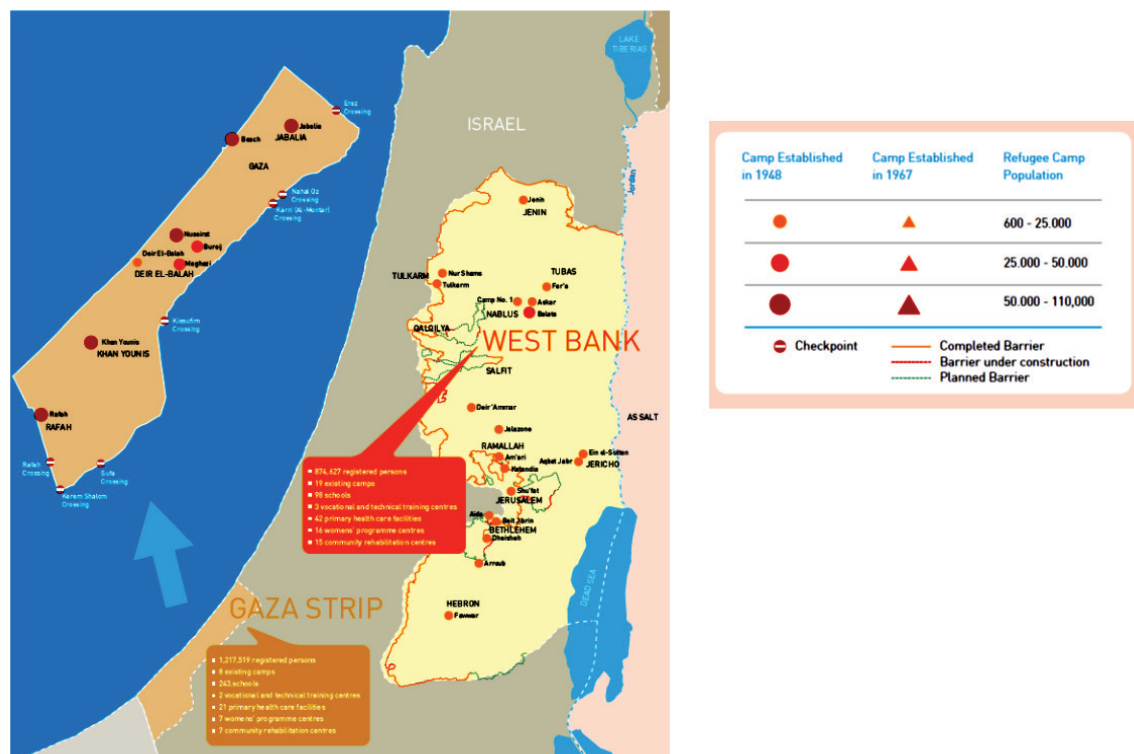 LAKE
TIBERIAS
ISRAEL
Jordan
Erez
Crossing
Jabalia
JABALIA
Beach
GAZA
Nahal Oz
Crossing
Karni (Al-Montar)
Crossing
Nussirat
Bureij
Deir El-Balah
Maghazi
DEIR EL-BALAH
Kissufim
Crossing
Khan Younis
KHAN YOUNIS
Rafah
RAFAH
Rafah
Crossing
Sufa
Crossing
Kerem Shalom
Crossing
Jenin
JENIN
TULKARM
Nur Shams
Tulkarm
TUBAS
Far'a
Camp No. 1
Askar
NABLUS
Balata
QALQILYA
WEST BANK
SALFIT
Deir 'Ammar
AS SALT
Jalazone
RAMALLAH
Am'ari
Kalandia
Ein el-Sultan
Aqbat Jabr
JERICHO
Shu'fat
JERUSALEM
Aida
Beit Jibrin
BETHLEHEM
Dheisheh
Arroub
DEAD SEA
HEBRON
Fawwar
874,627 registered persons
19 existing camps
98 schools
3 vocational and technical training centres
42 primary health care facilities
16 womens' programme centres
15 community rehabilitation centres
GAZA STRIP
1,217,519 registered persons
8 existing camps
243 schools
2 vocational and technical training centres
21 primary health care facilities
7 womens' programme centres
7 community rehabilitation centres
Camp Established
in 1948
Camp Established
in 1967
Refugee Camp
Population
600 - 25.000
25.000 - 50.000
50.000 - 110,000
Checkpoint
Completed Barrier
Barrier under construction
Planned Barrier